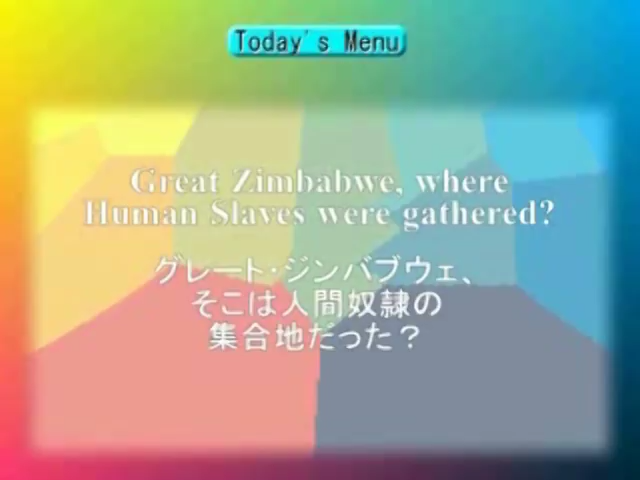 Today's Menu
Great Zimbabwe, where
Human Slaves were gathered?
グレート・ジンバブウェ、
そこは人間奴隷の
集合地だった？